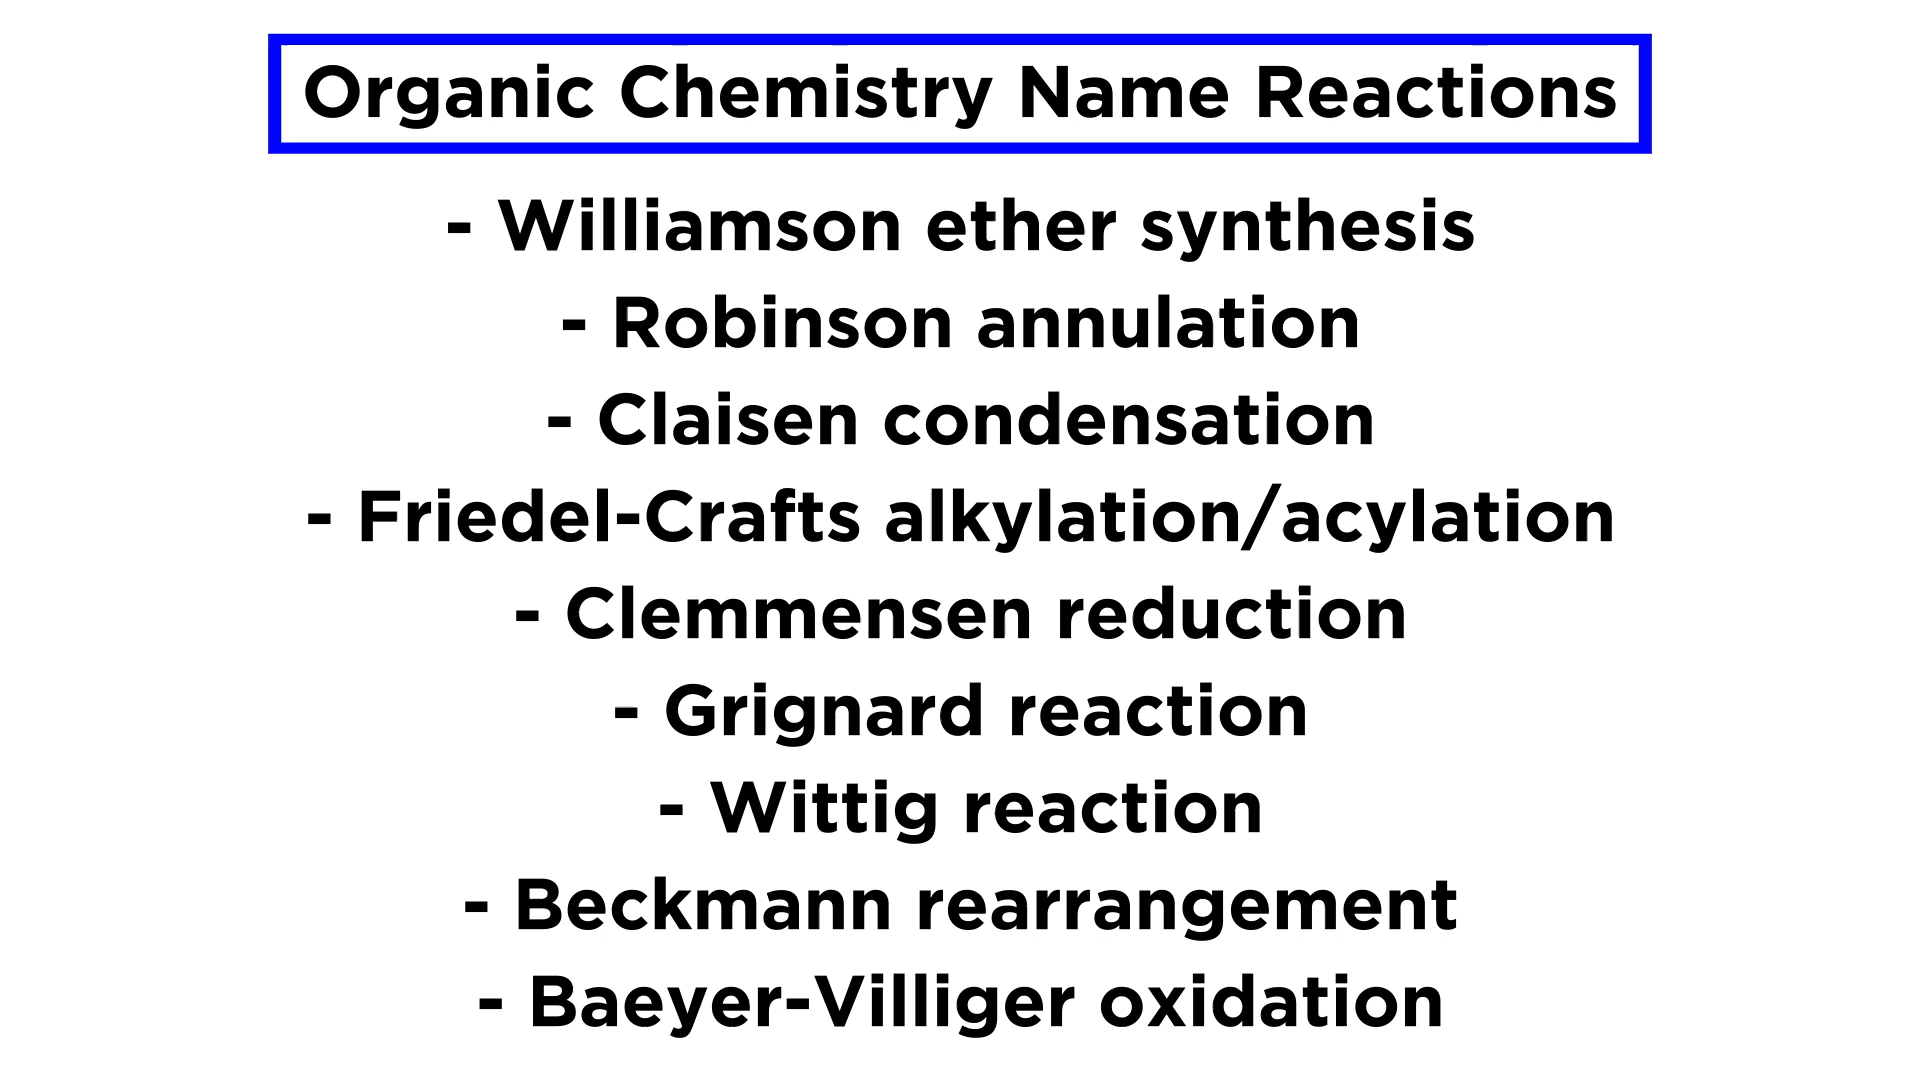 Organic Chemistry Name Reactions
- Williamson ether synthesis
- Robinson annulation
- Claisen condensation
- Friedel-Crafts alkylation/acylation
- Clemmensen reduction
- Grignard reaction
- Wittig reaction
- Beckmann rearrangement
- Baeyer-Villiger oxidation